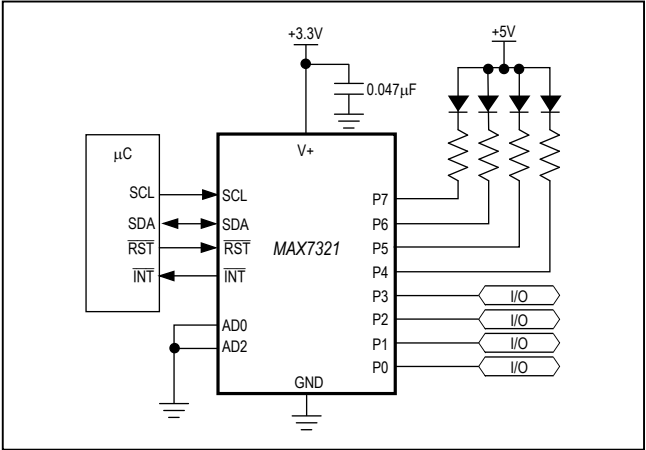 +3.3V
+5V
0.047μF
μC
V+
SCL
SCL
P7
SDA
SDA
P6
RST
RST
MAX7321
P5
INT
INT
P4
P3
I/O
AD0
P2
I/O
AD2
P1
I/O
P0
I/O
GND